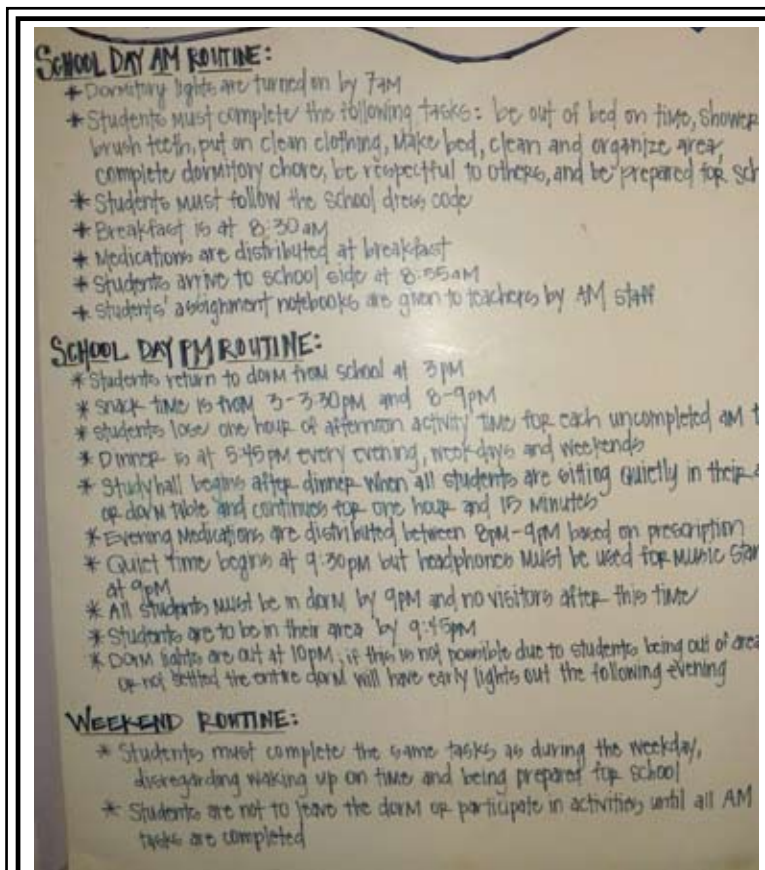 SCHOOL DAY AM ROUTINE:
* Dormitory lights are turned on by 7AM
* Students must complete the following tasks: be out of bed on time, shower
brush teeth, put on clean clothing, make bed, clean and organize area,
complete dormitory chore, be respectful to others, and be prepared for sch
* Students must follow the school dress code
* Breakfast is at 8:30am
* Medications are distributed at breakfast
* Students arrive to school side at 8:55am
* Students' assignment notebooks are given to teachers by AM staff
SCHOOL DAY PM ROUTINE:
* Students return to dorm from school at 3pm
* Snack time is from 3-3:30pm and 8-9pm
* Students lose one hour of afternoon activity time for each uncompleted am t
* Dinner is at 5:45pm every evening, weekdays and weekends
* Studyhall begins after dinner when all students are sitting quietly in their a
or dorm table and continues for one hour and 15 minutes
* Evening Medications are distributed between 8pm-9pm based on prescription
* Quiet time begins at 9:30pm but headphones must be used for music star
at 9pm
* All students must be in dorm by 9pm and no visitors after this time
* Students are to be in their area by 9:45pm
* Dorm lights are out at 10pm, if this is not possible due to students being out of area
or not settled the entire dorm will have early lights out the following evening
WEEKEND ROUTINE:
* Students must complete the same tasks as during the weekday,
disregarding waking up on time and being prepared for school
* Students are not to leave the dorm or participate in activities until all AM
tasks are completed